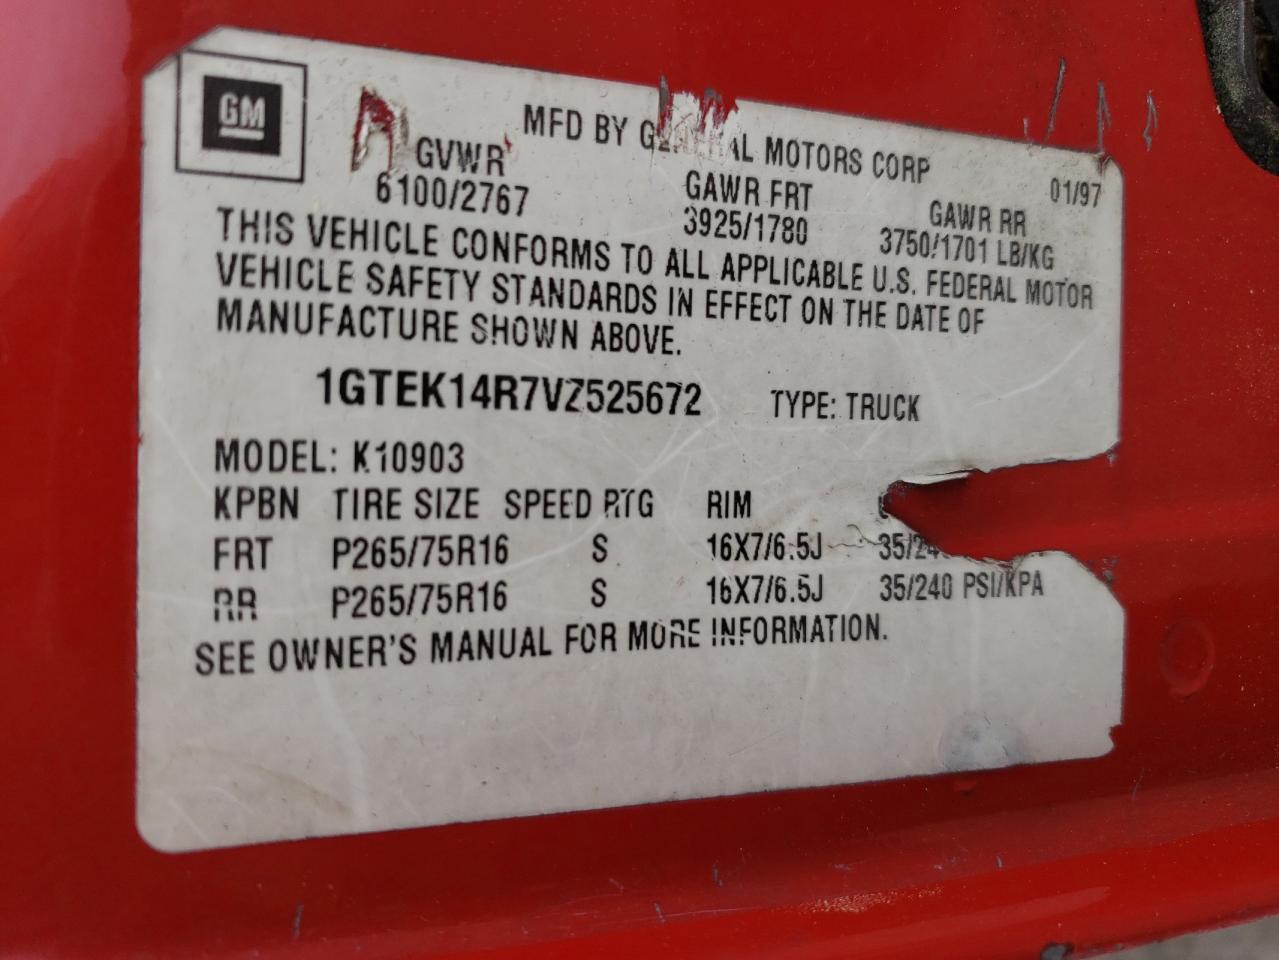 GM
MFD BY GENERAL MOTORS CORP 01/97
GVWR GAWR FRT GAWR RR
6100/2767 3925/1780 3750/1701 LB/KG
THIS VEHICLE CONFORMS TO ALL APPLICABLE U.S. FEDERAL MOTOR
VEHICLE SAFETY STANDARDS IN EFFECT ON THE DATE OF
MANUFACTURE SHOWN ABOVE.
1GTEK14R7VZ525672 TYPE: TRUCK
MODEL: K10903
KPBN TIRE SIZE SPEED RTG RIM
FRT P265/75R16 S 16X7/6.5J 35/24
RR P265/75R16 S 16X7/6.5J 35/240 PSI/KPA
SEE OWNER'S MANUAL FOR MORE INFORMATION.